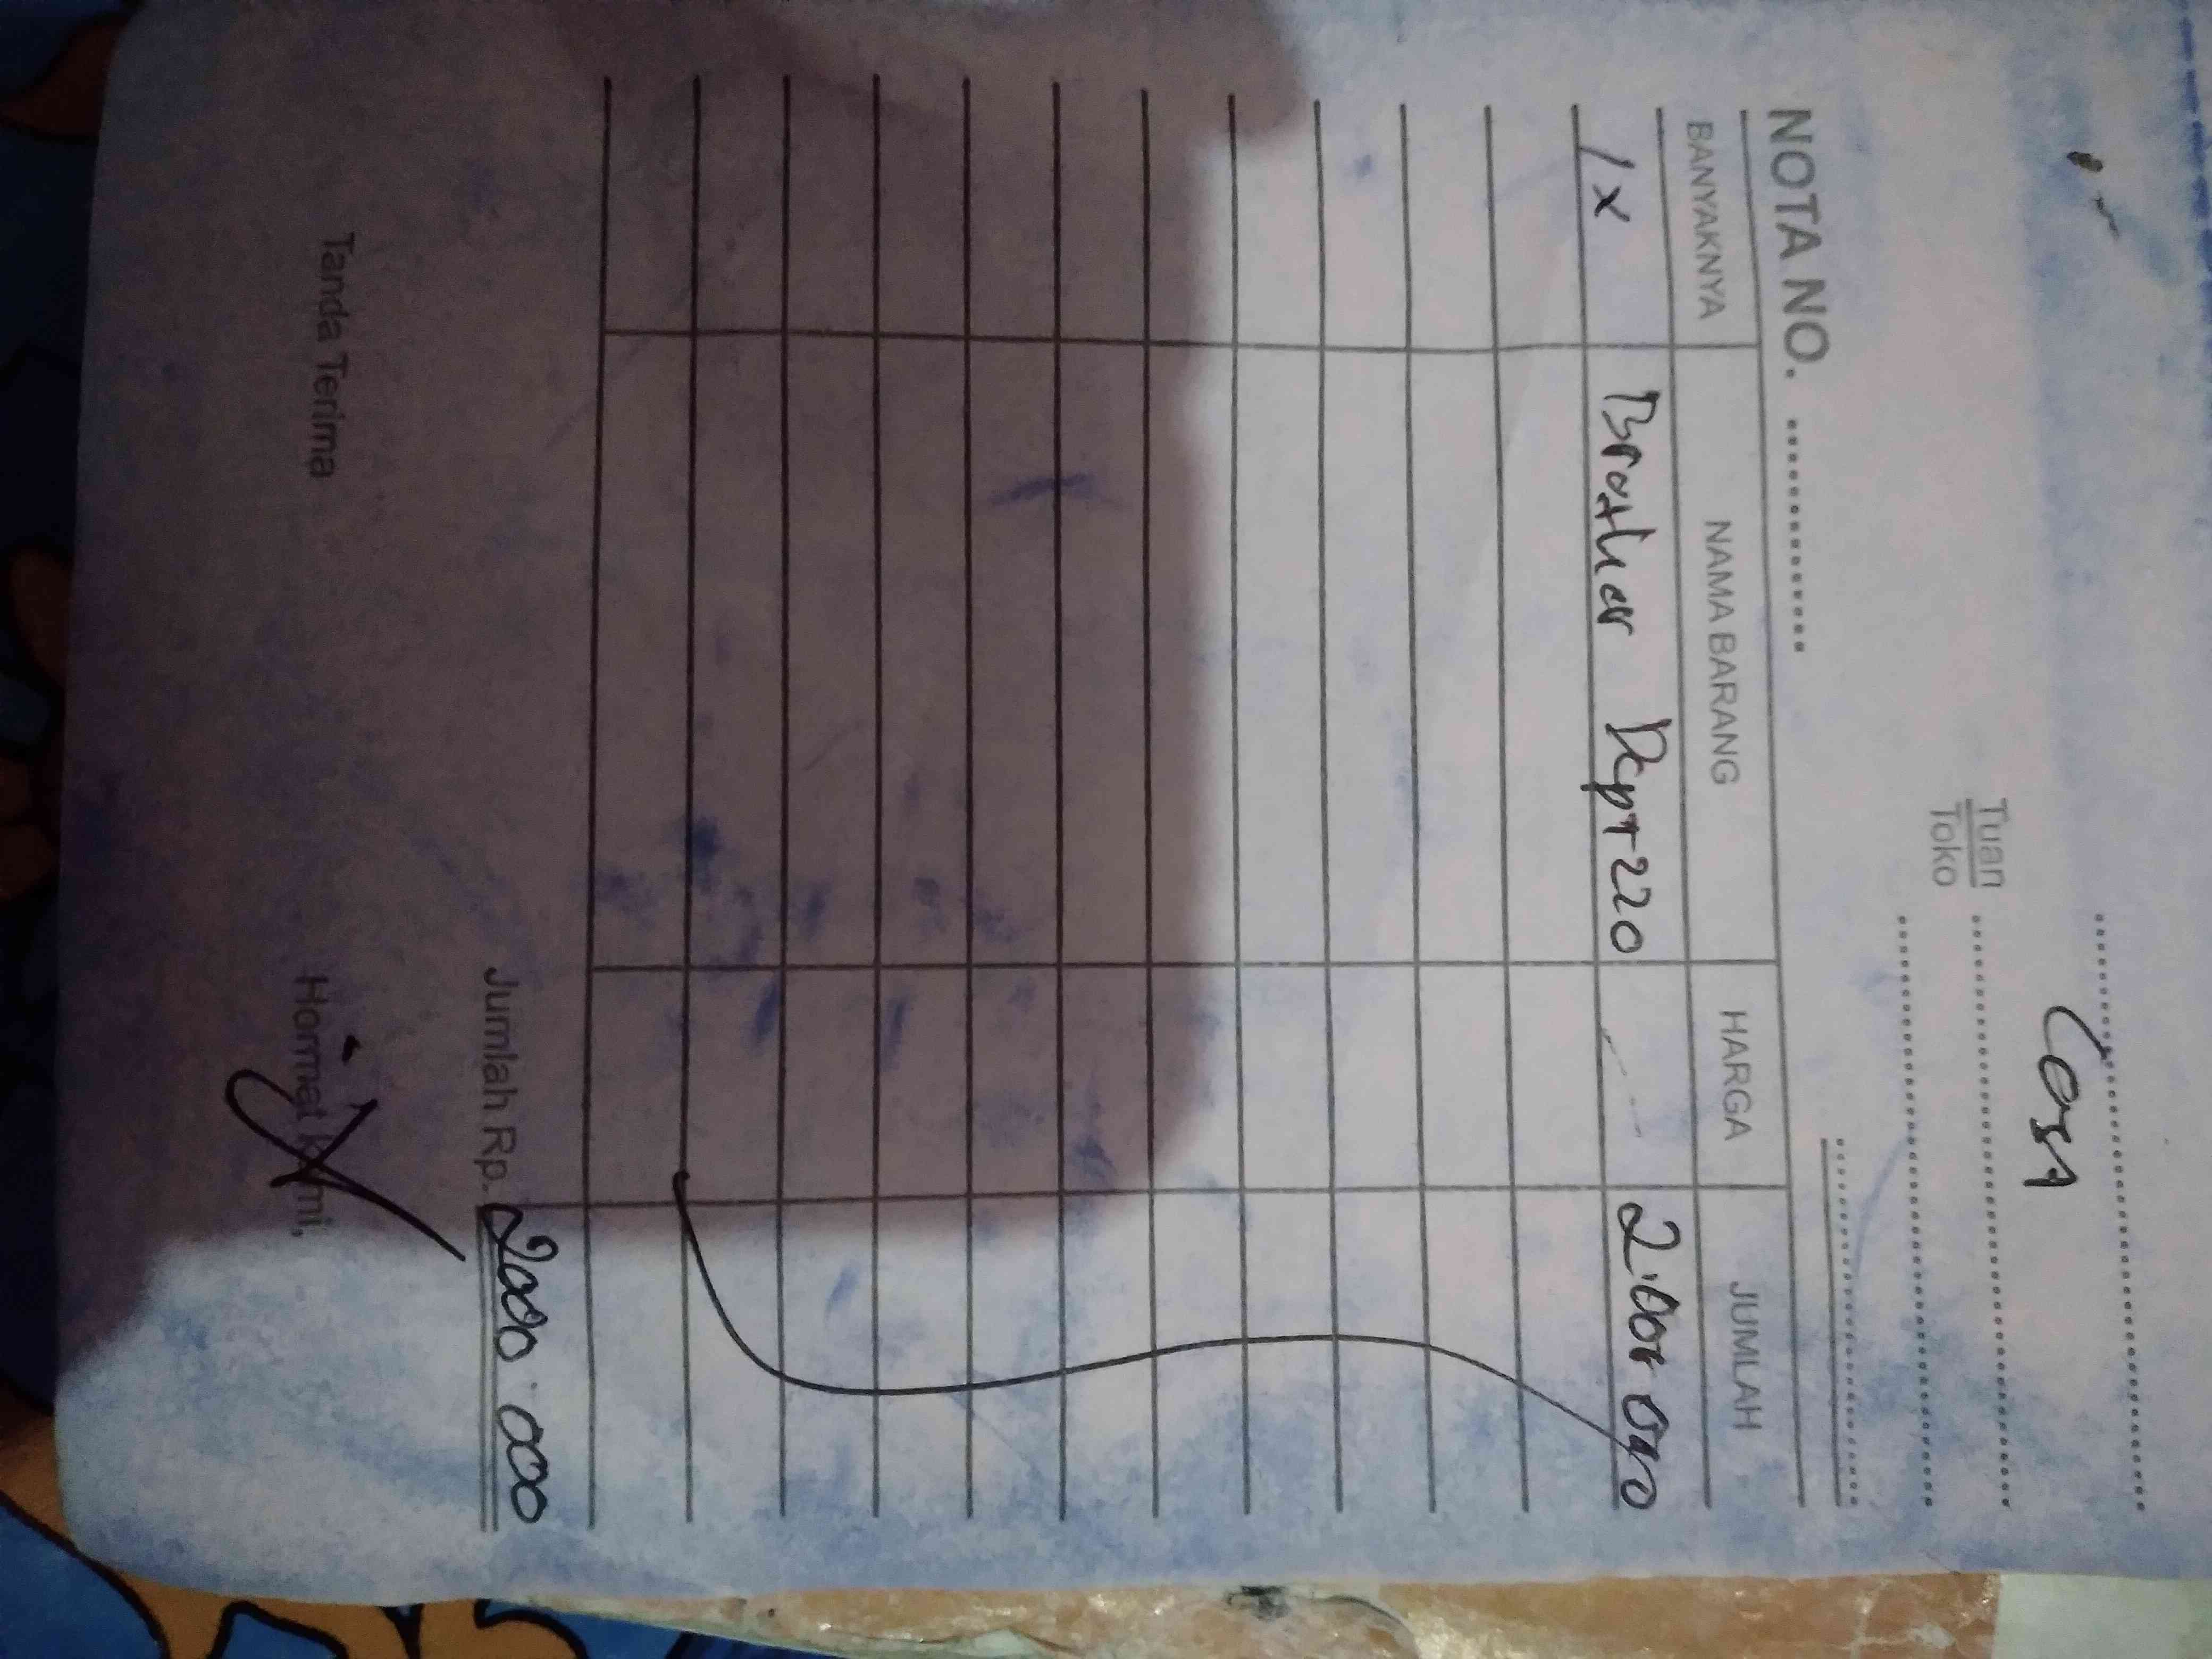 Cash
Tuan
Toko
NOTA NO.
BANYAKNYA NAMA BARANG HARGA JUMLAH
1x Brother Dcpt220 2.000.000
Jumlah Rp. 2000.000
Tanda Terima Hormat kami,